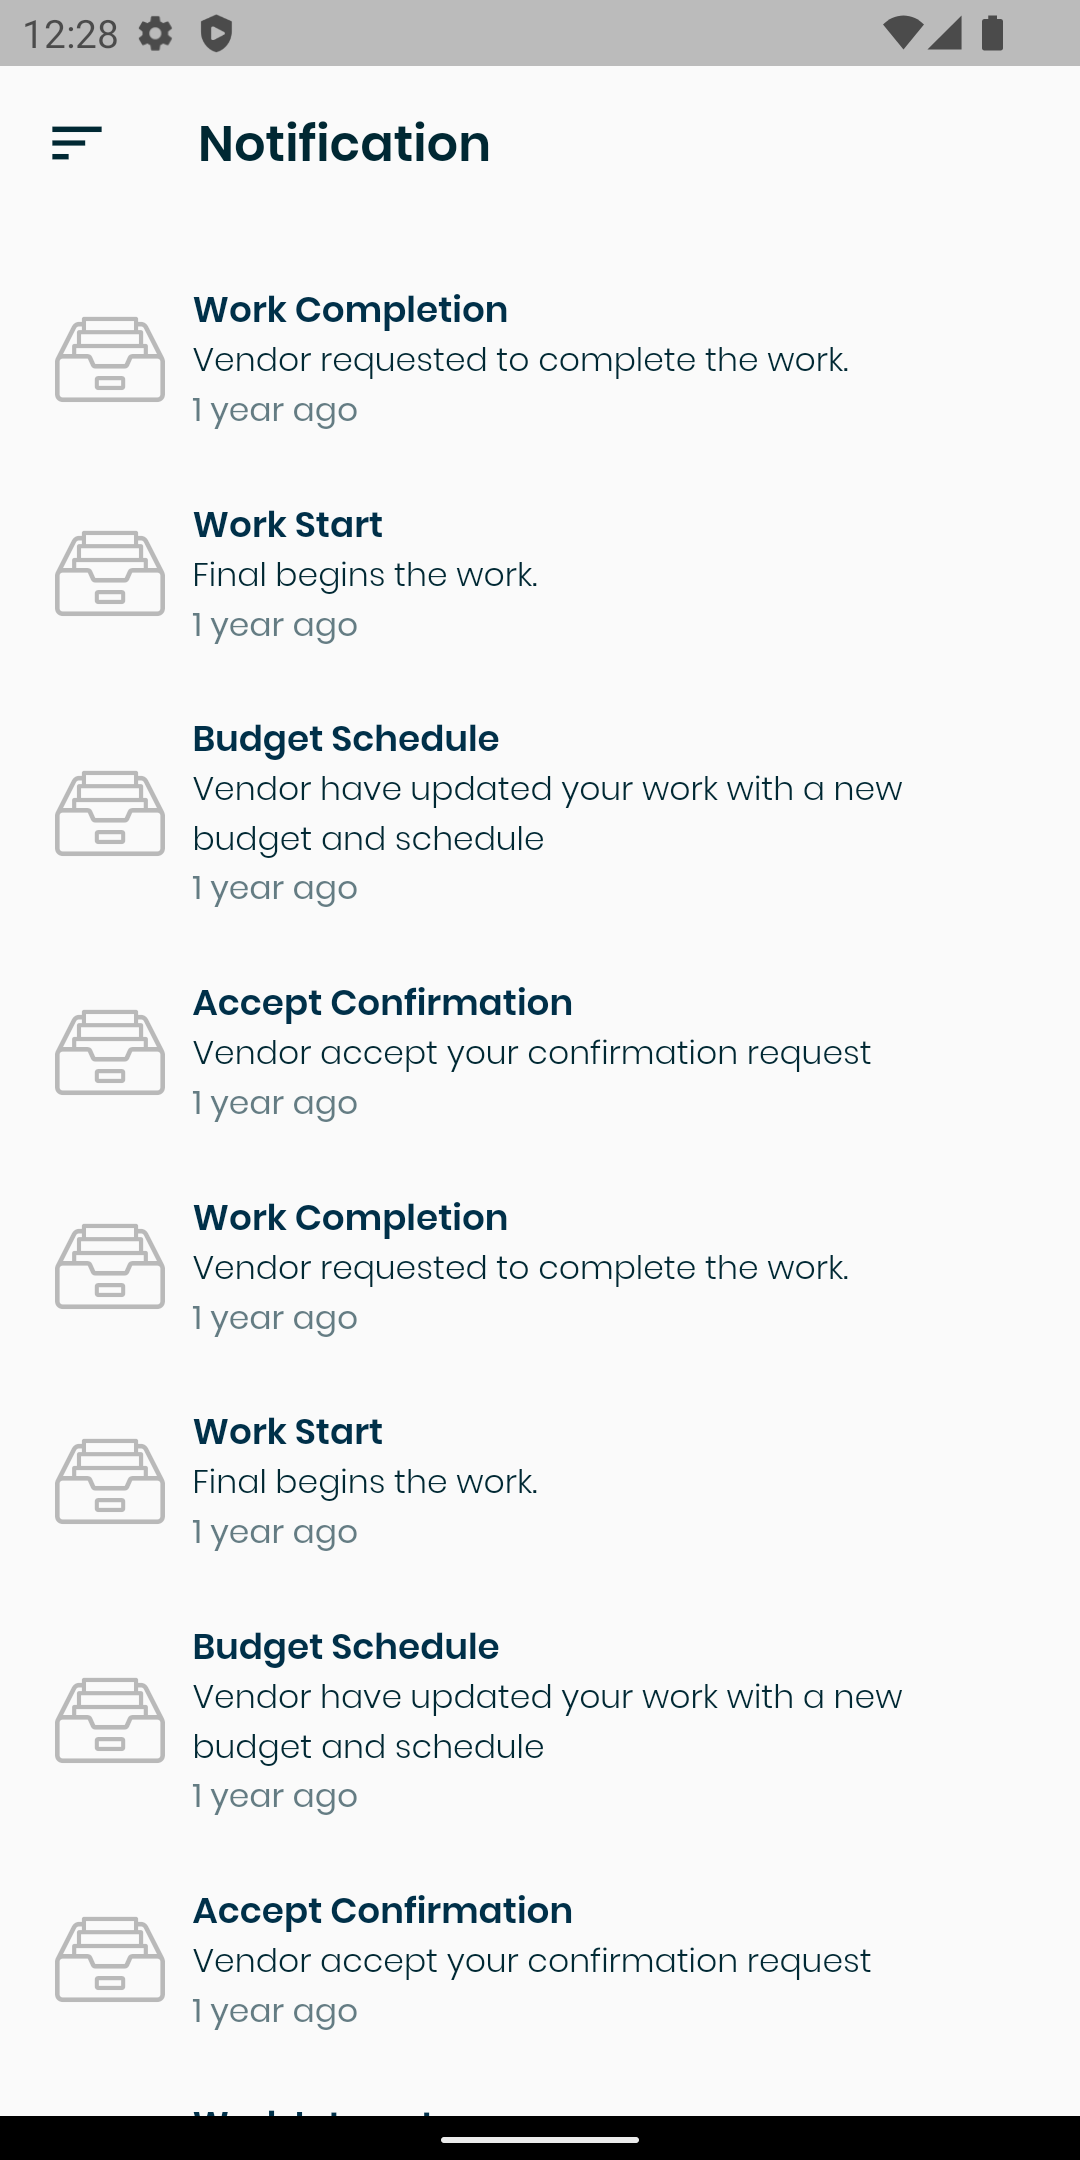 12:28
Notification
Work Completion
Vendor requested to complete the work.
1 year ago
Work Start
Final begins the work.
1 year ago
Budget Schedule
Vendor have updated your work with a new
budget and schedule
1 year ago
Accept Confirmation
Vendor accept your confirmation request
1 year ago
Work Completion
Vendor requested to complete the work.
1 year ago
Work Start
Final begins the work.
1 year ago
Budget Schedule
Vendor have updated your work with a new
budget and schedule
1 year ago
Accept Confirmation
Vendor accept your confirmation request
1 year ago